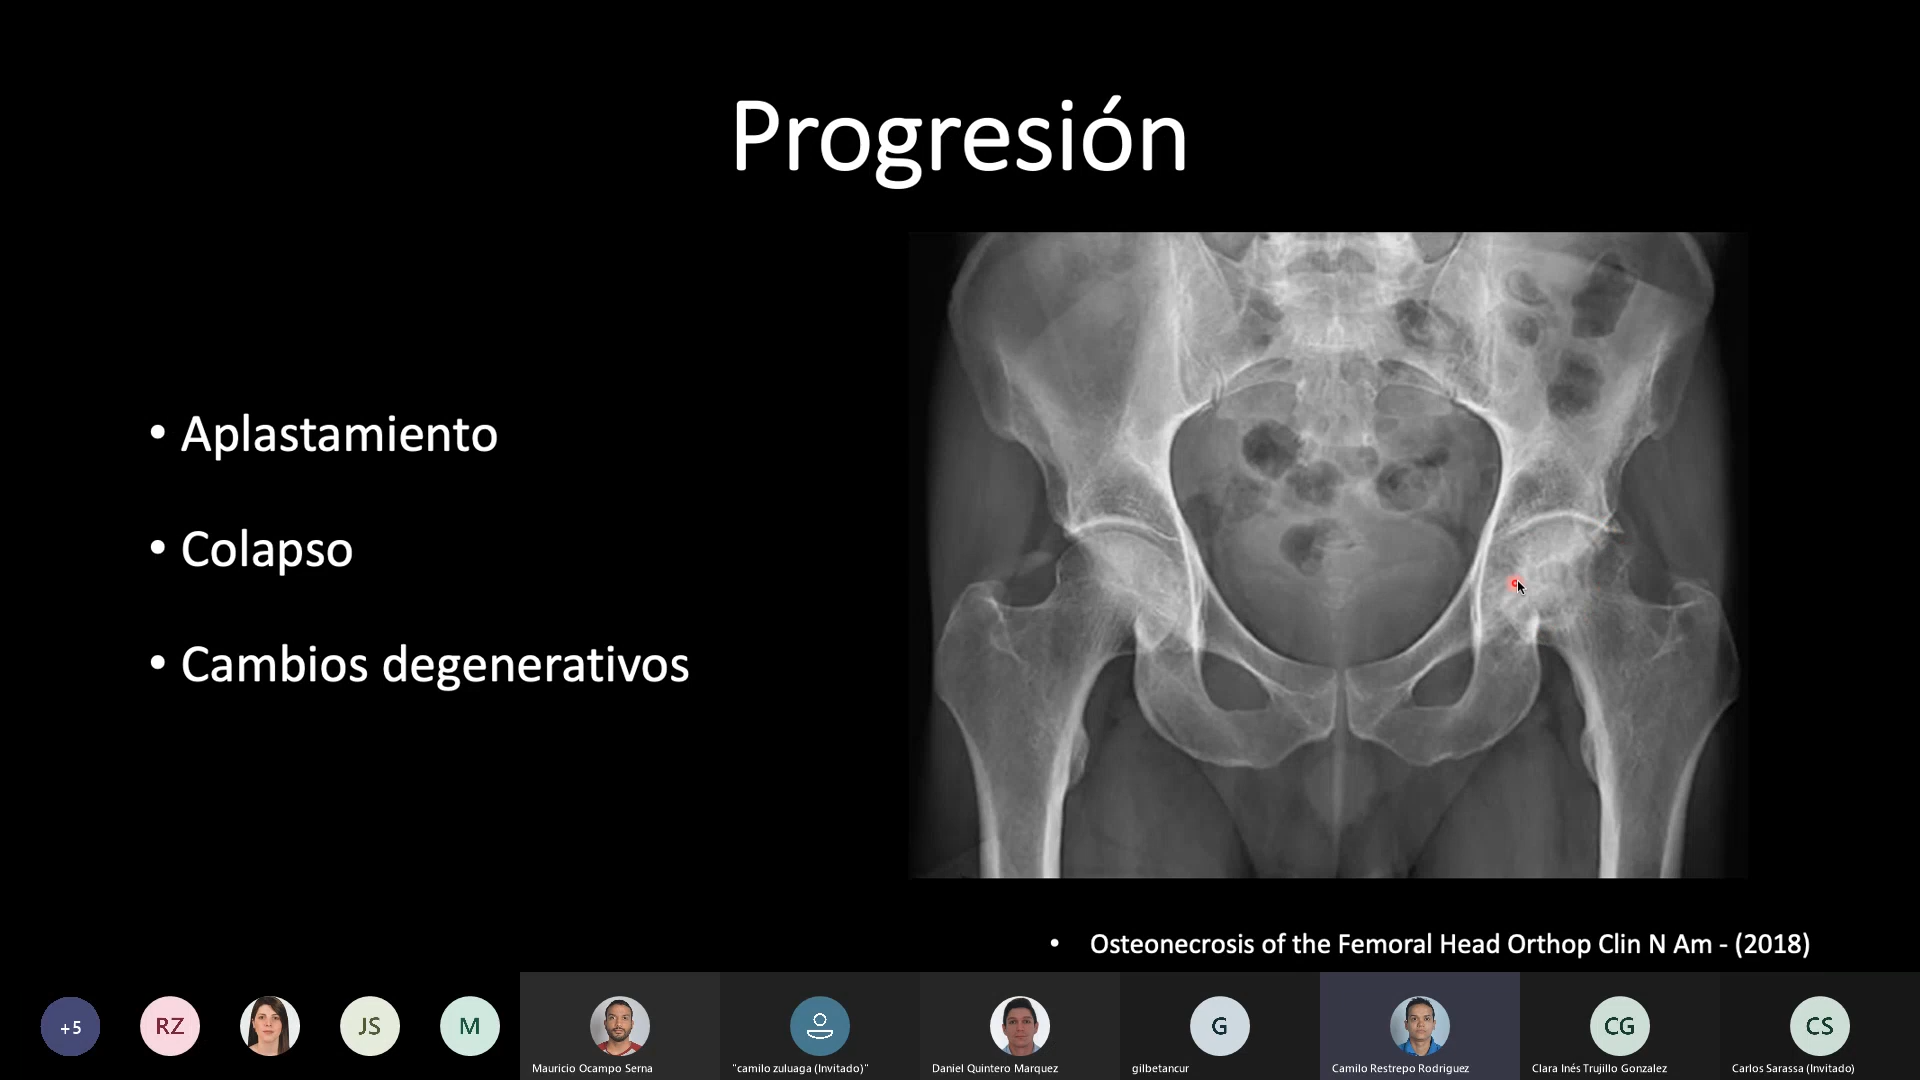 Progresión
• Aplastamiento
• Colapso
• Cambios degenerativos
• Osteonecrosis of the Femoral Head Orthop Clin N Am - (2018)
+5
RZ
JS
M
G
CG
CS
Mauricio Ocampo Serna
"camilo zuluaga (Invitado)"
Daniel Quintero Marquez
gilbetancur
Camilo Restrepo Rodriguez
Clara Inés Trujillo Gonzalez
Carlos Sarassa (Invitado)